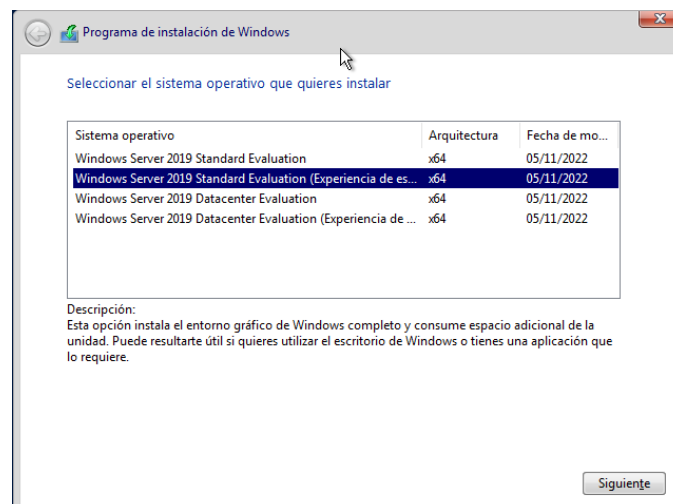 Programa de instalación de Windows
Seleccionar el sistema operativo que quieres instalar
Sistema operativo Arquitectura Fecha de mo...
Windows Server 2019 Standard Evaluation x64 05/11/2022
Windows Server 2019 Standard Evaluation (Experiencia de es... x64 05/11/2022
Windows Server 2019 Datacenter Evaluation x64 05/11/2022
Windows Server 2019 Datacenter Evaluation (Experiencia de ... x64 05/11/2022
Descripción:
Esta opción instala el entorno gráfico de Windows completo y consume espacio adicional de la
unidad. Puede resultarte útil si quieres utilizar el escritorio de Windows o tienes una aplicación que
lo requiere.
Siguiente